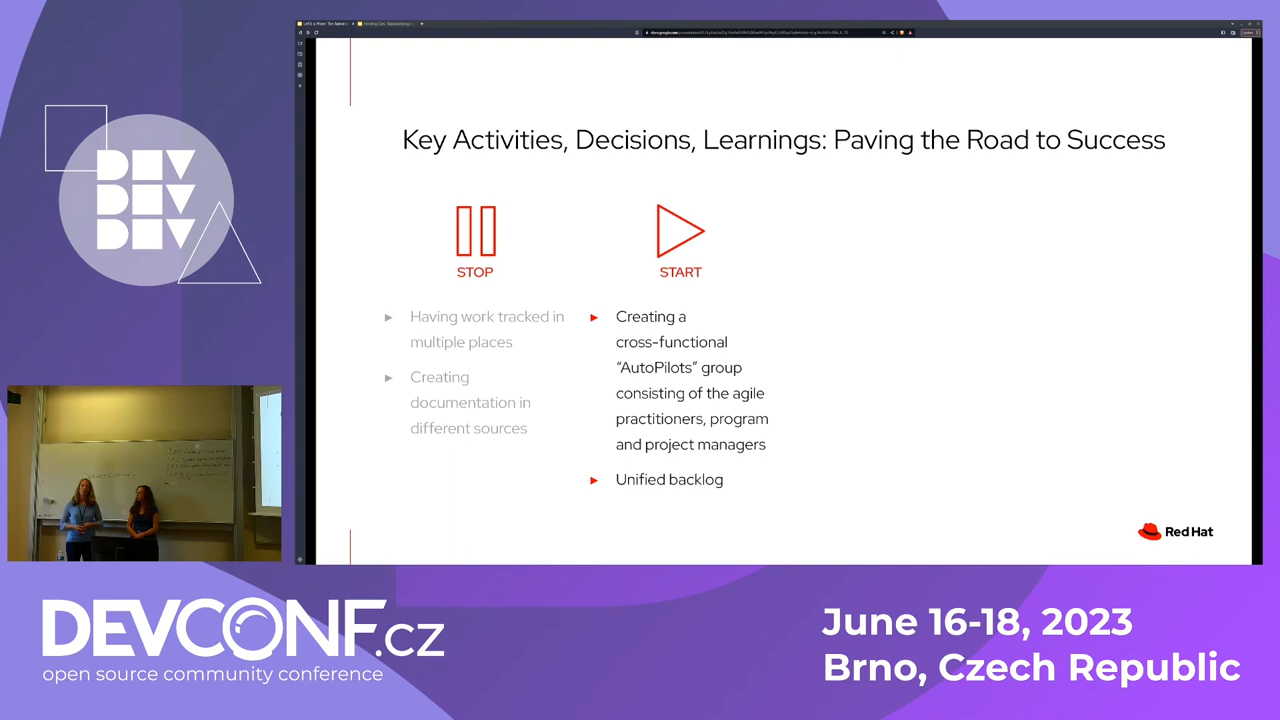 DEV
DEV
DEV
Key Activities, Decisions, Learnings: Paving the Road to Success
STOP
START
Having work tracked in
multiple places
Creating
documentation in
different sources
Creating a
cross-functional
“AutoPilots” group
consisting of the agile
practitioners, program
and project managers
Unified backlog
Red Hat
DEVCONF.cz
open source community conference
June 16-18, 2023
Brno, Czech Republic